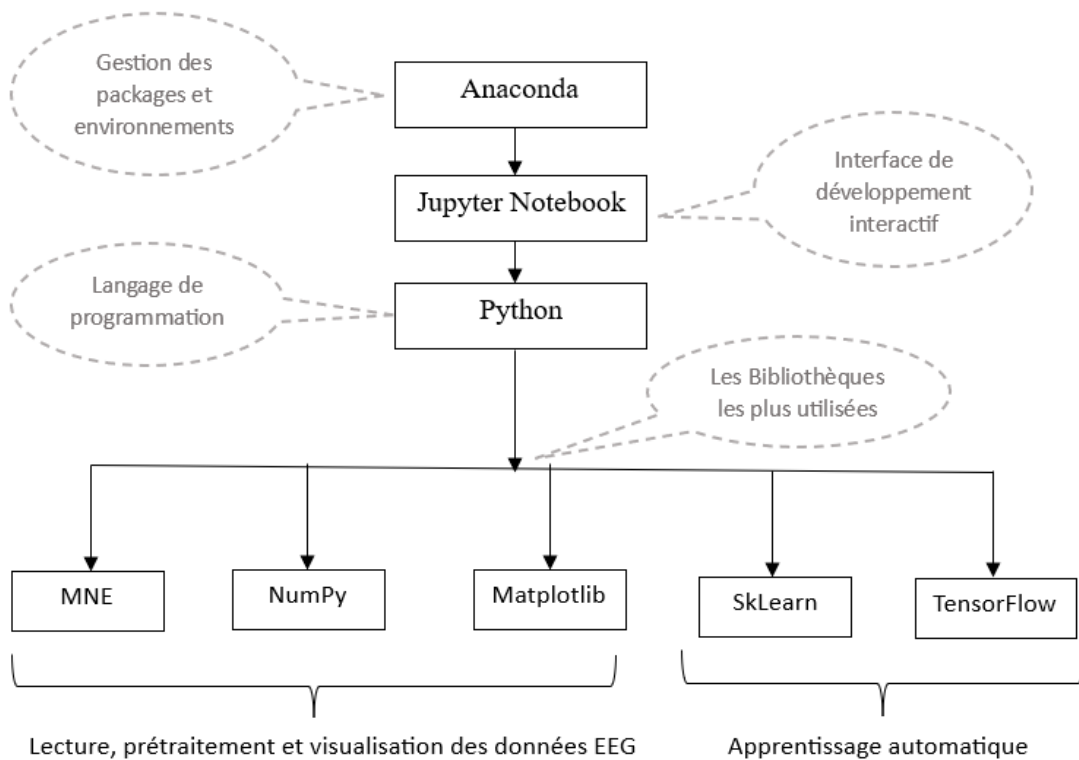 Gestion des
packages et
environnements
Anaconda
Jupyter Notebook
Interface de
développement
interactif
Langage de
programmation
Python
Les Bibliothèques
les plus utilisées
MNE
NumPy
Matplotlib
SkLearn
TensorFlow
Lecture, prétraitement et visualisation des données EEG
Apprentissage automatique